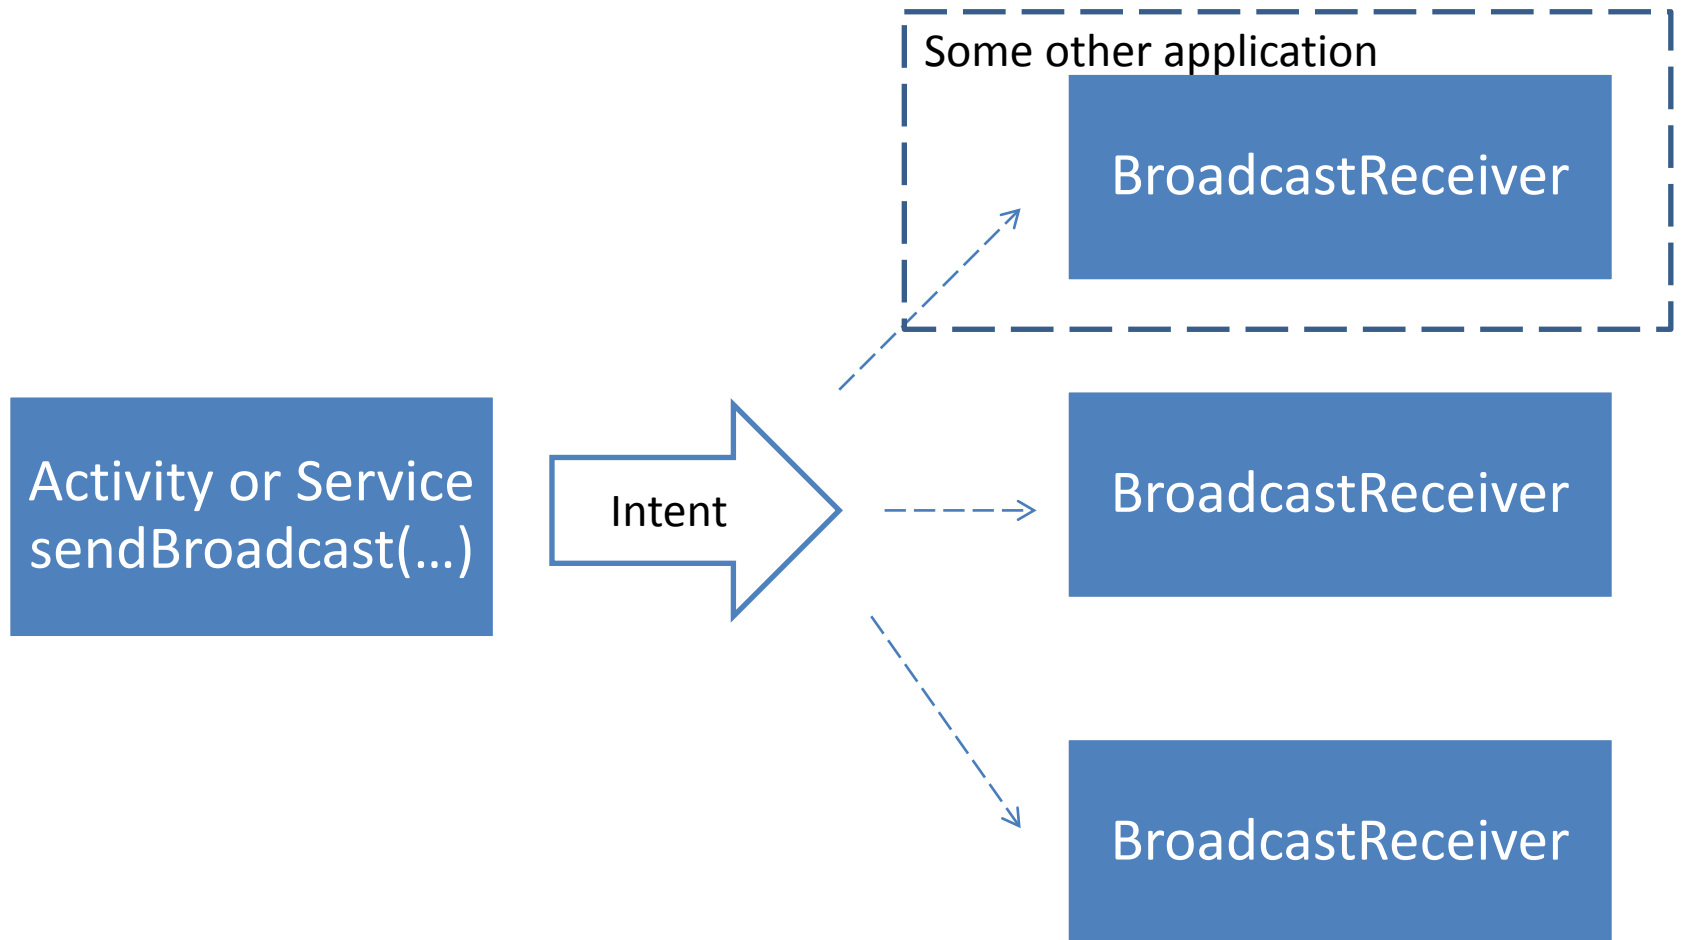 Some other application
BroadcastReceiver
Activity or Service
sendBroadcast(...)
Intent
BroadcastReceiver
BroadcastReceiver